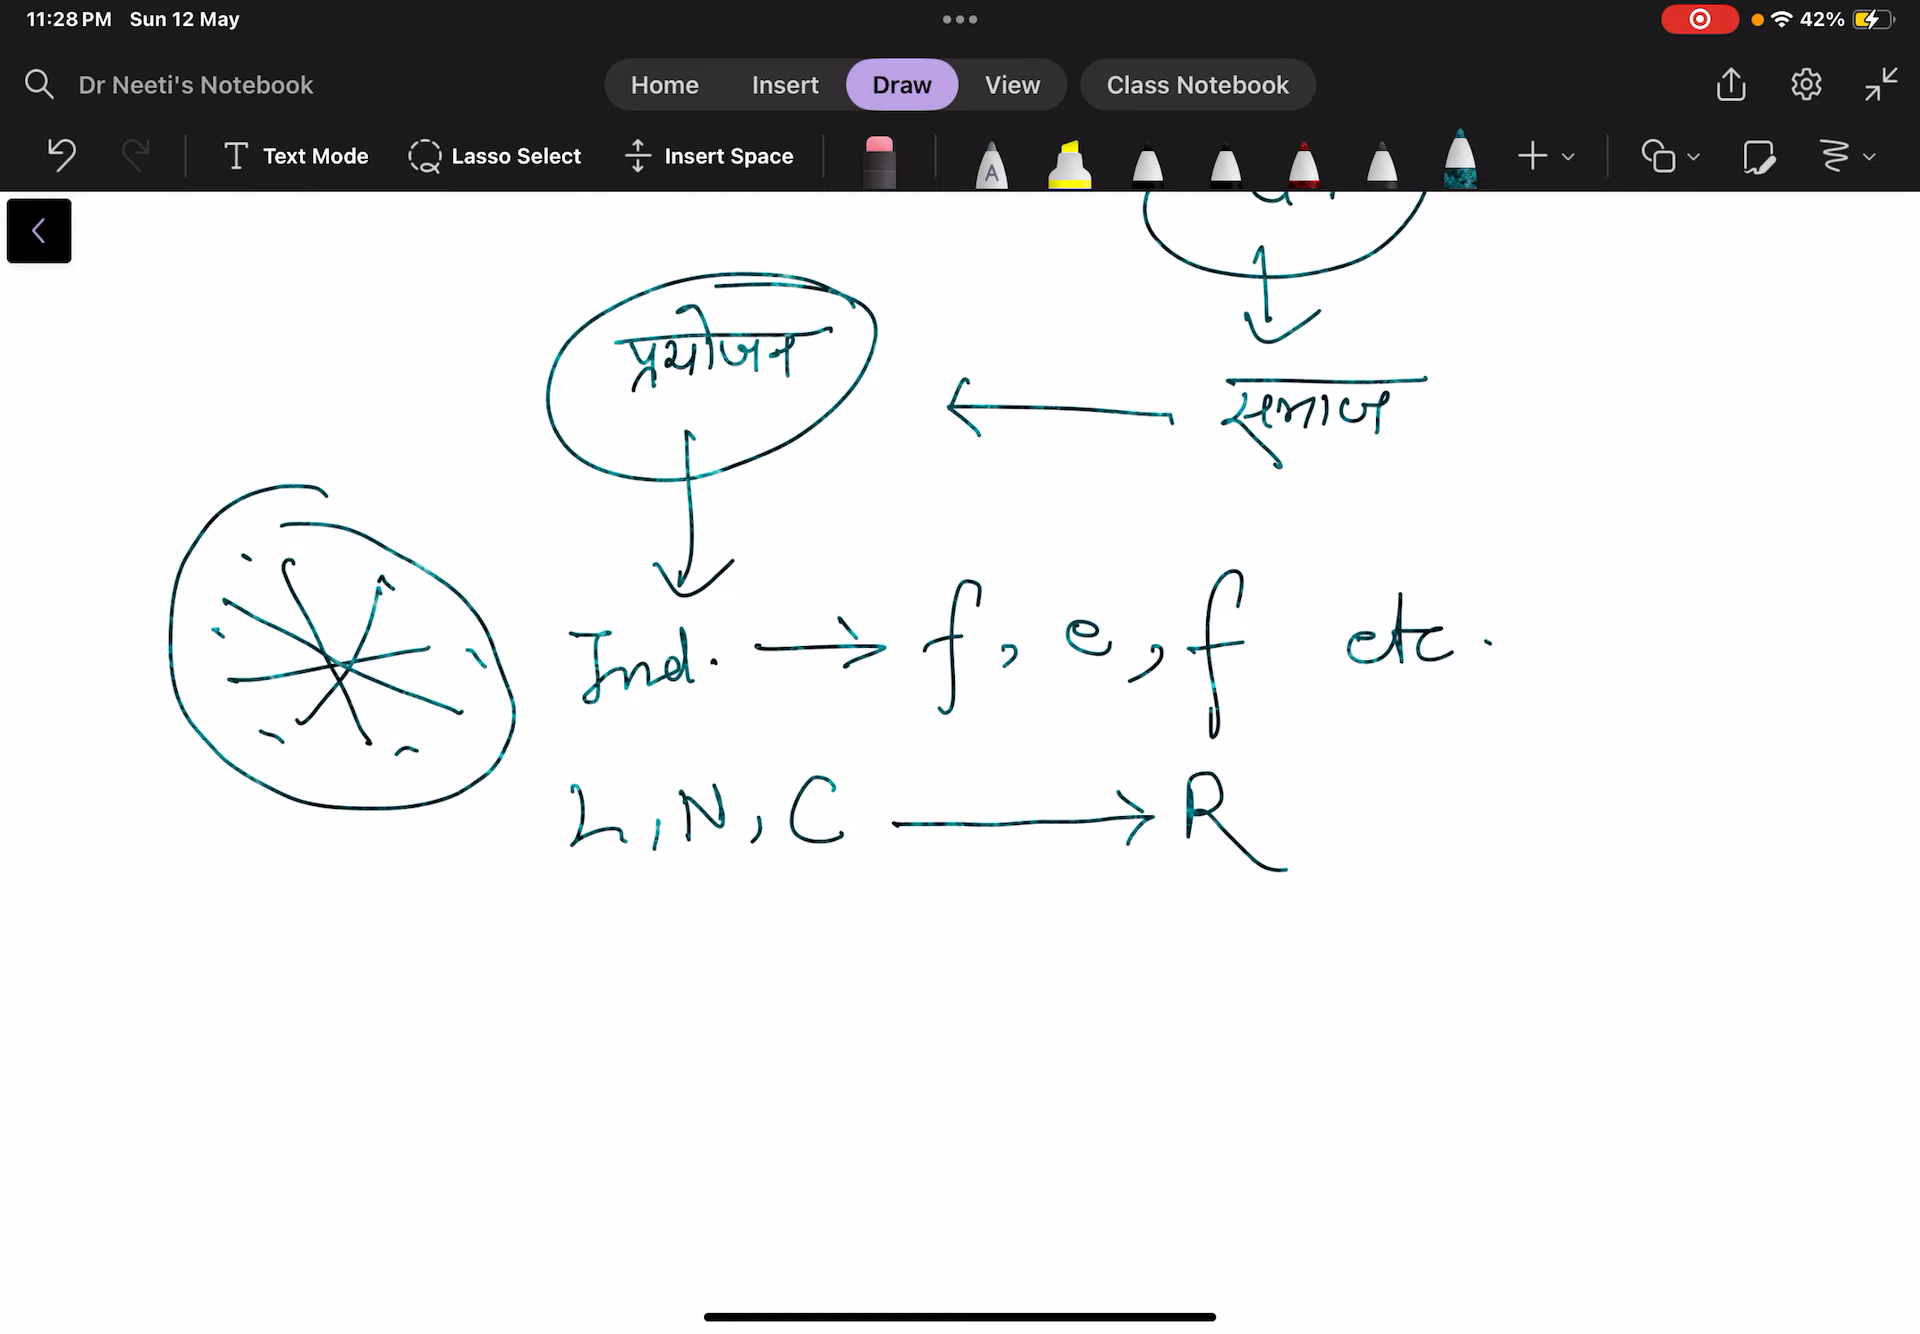 11:28 PM Sun 12 May
42%
Dr Neeti's Notebook
Home Insert Draw View Class Notebook
Text Mode Lasso Select Insert Space
A
प्रयोजन
समाज
Ind. → f, e, f etc.
L, N, C → R